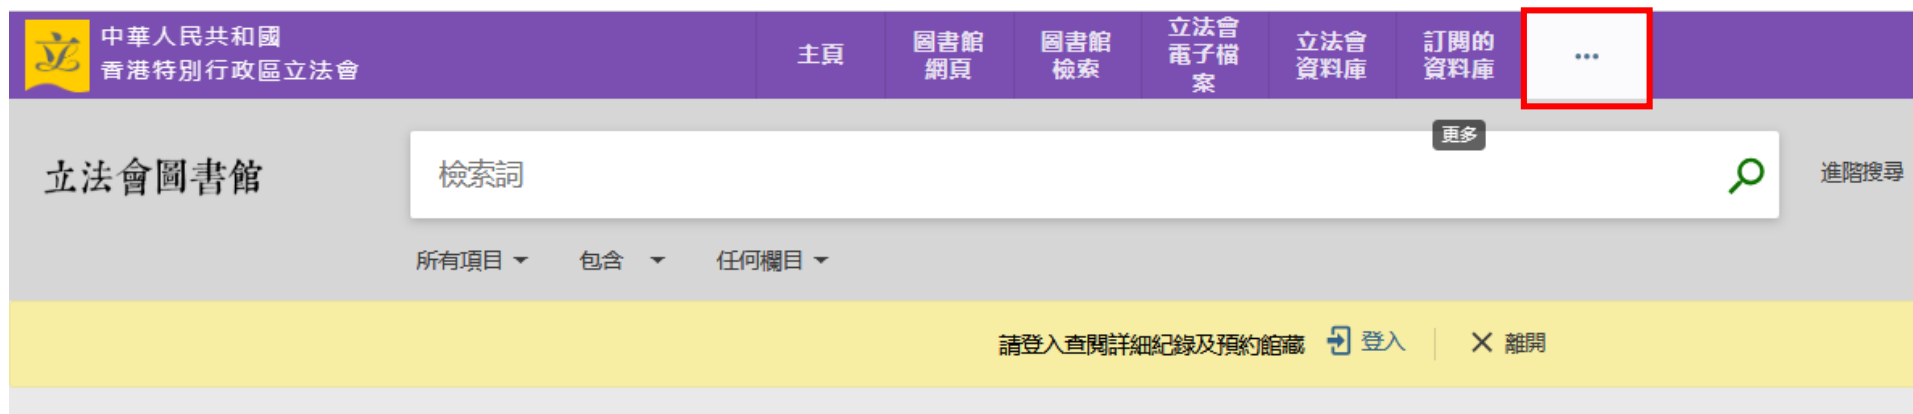 立
中華人民共和國
香港特別行政區立法會
主頁
圖書館
網頁
圖書館
檢索
立法會
電子檔
案
立法會
資料庫
訂閱的
資料庫
...
更多
立法會圖書館
檢索詞
進階搜尋
所有項目
包含
任何欄目
請登入查閱詳細紀錄及預約館藏
登入
離開